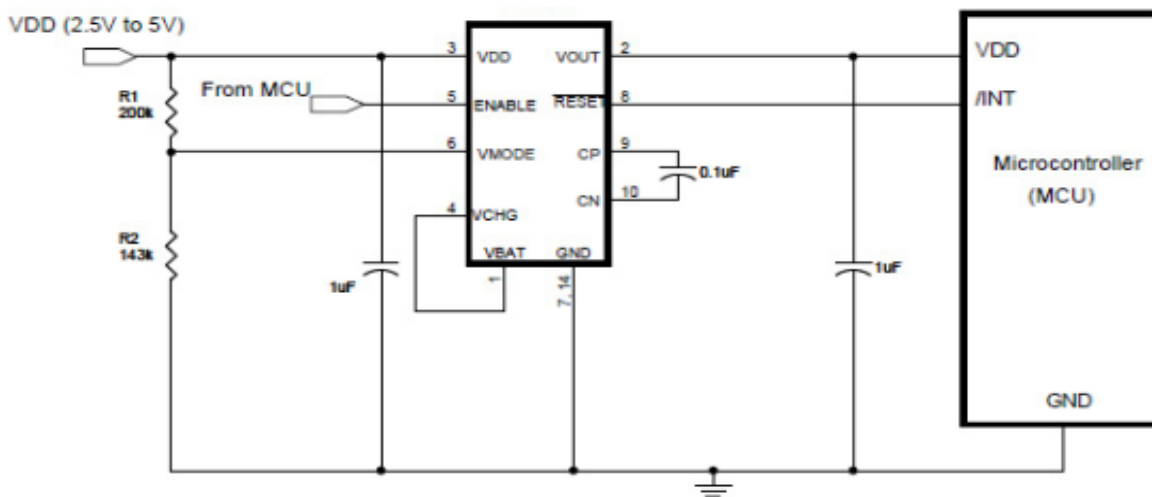 VDD (2.5V to 5V)
R1
200k
From MCU
R2
143k
1uF
3
5
6
4
VDD
ENABLE
VMODE
VCHG
VBAT
GND
VOUT
RESET
CP
CN
1
7, 14
2
8
9
10
0.1uF
1uF
VDD
/INT
Microcontroller
(MCU)
GND